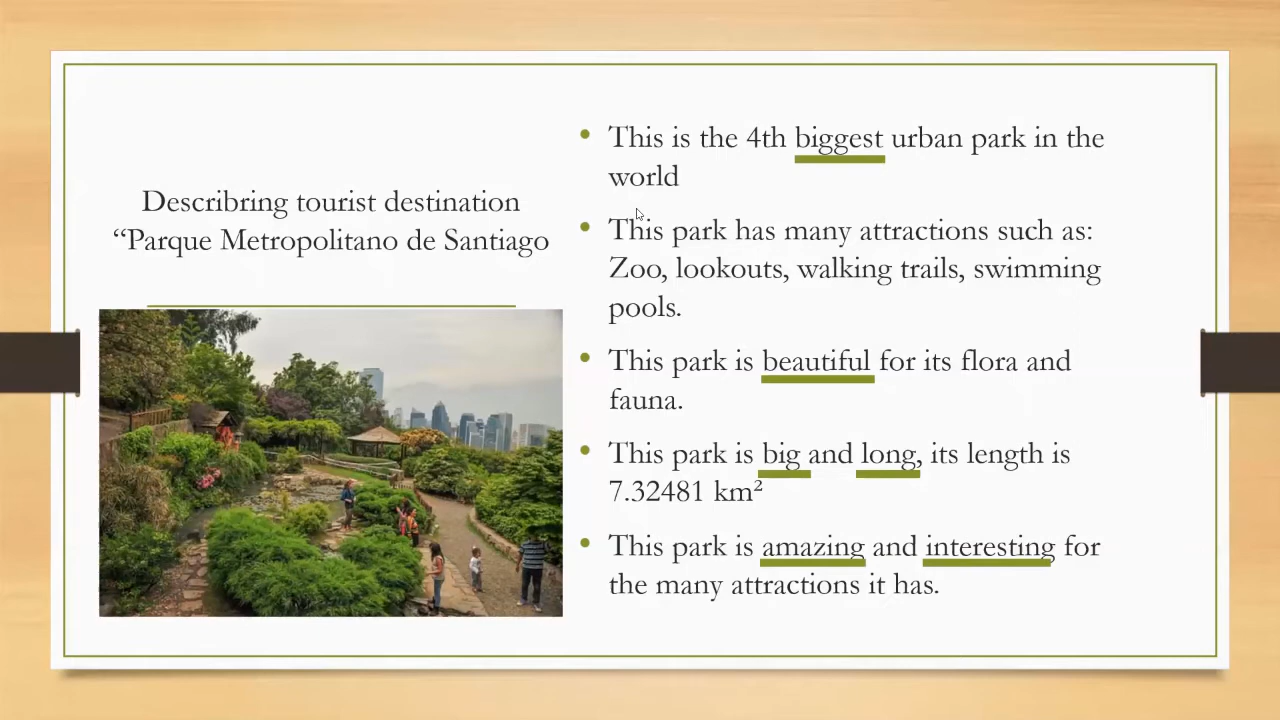 Describring tourist destination
“Parque Metropolitano de Santiago
• This is the 4th biggest urban park in the
world
• This park has many attractions such as:
Zoo, lookouts, walking trails, swimming
pools.
• This park is beautiful for its flora and
fauna.
• This park is big and long, its length is
7.32481 km²
• This park is amazing and interesting for
the many attractions it has.